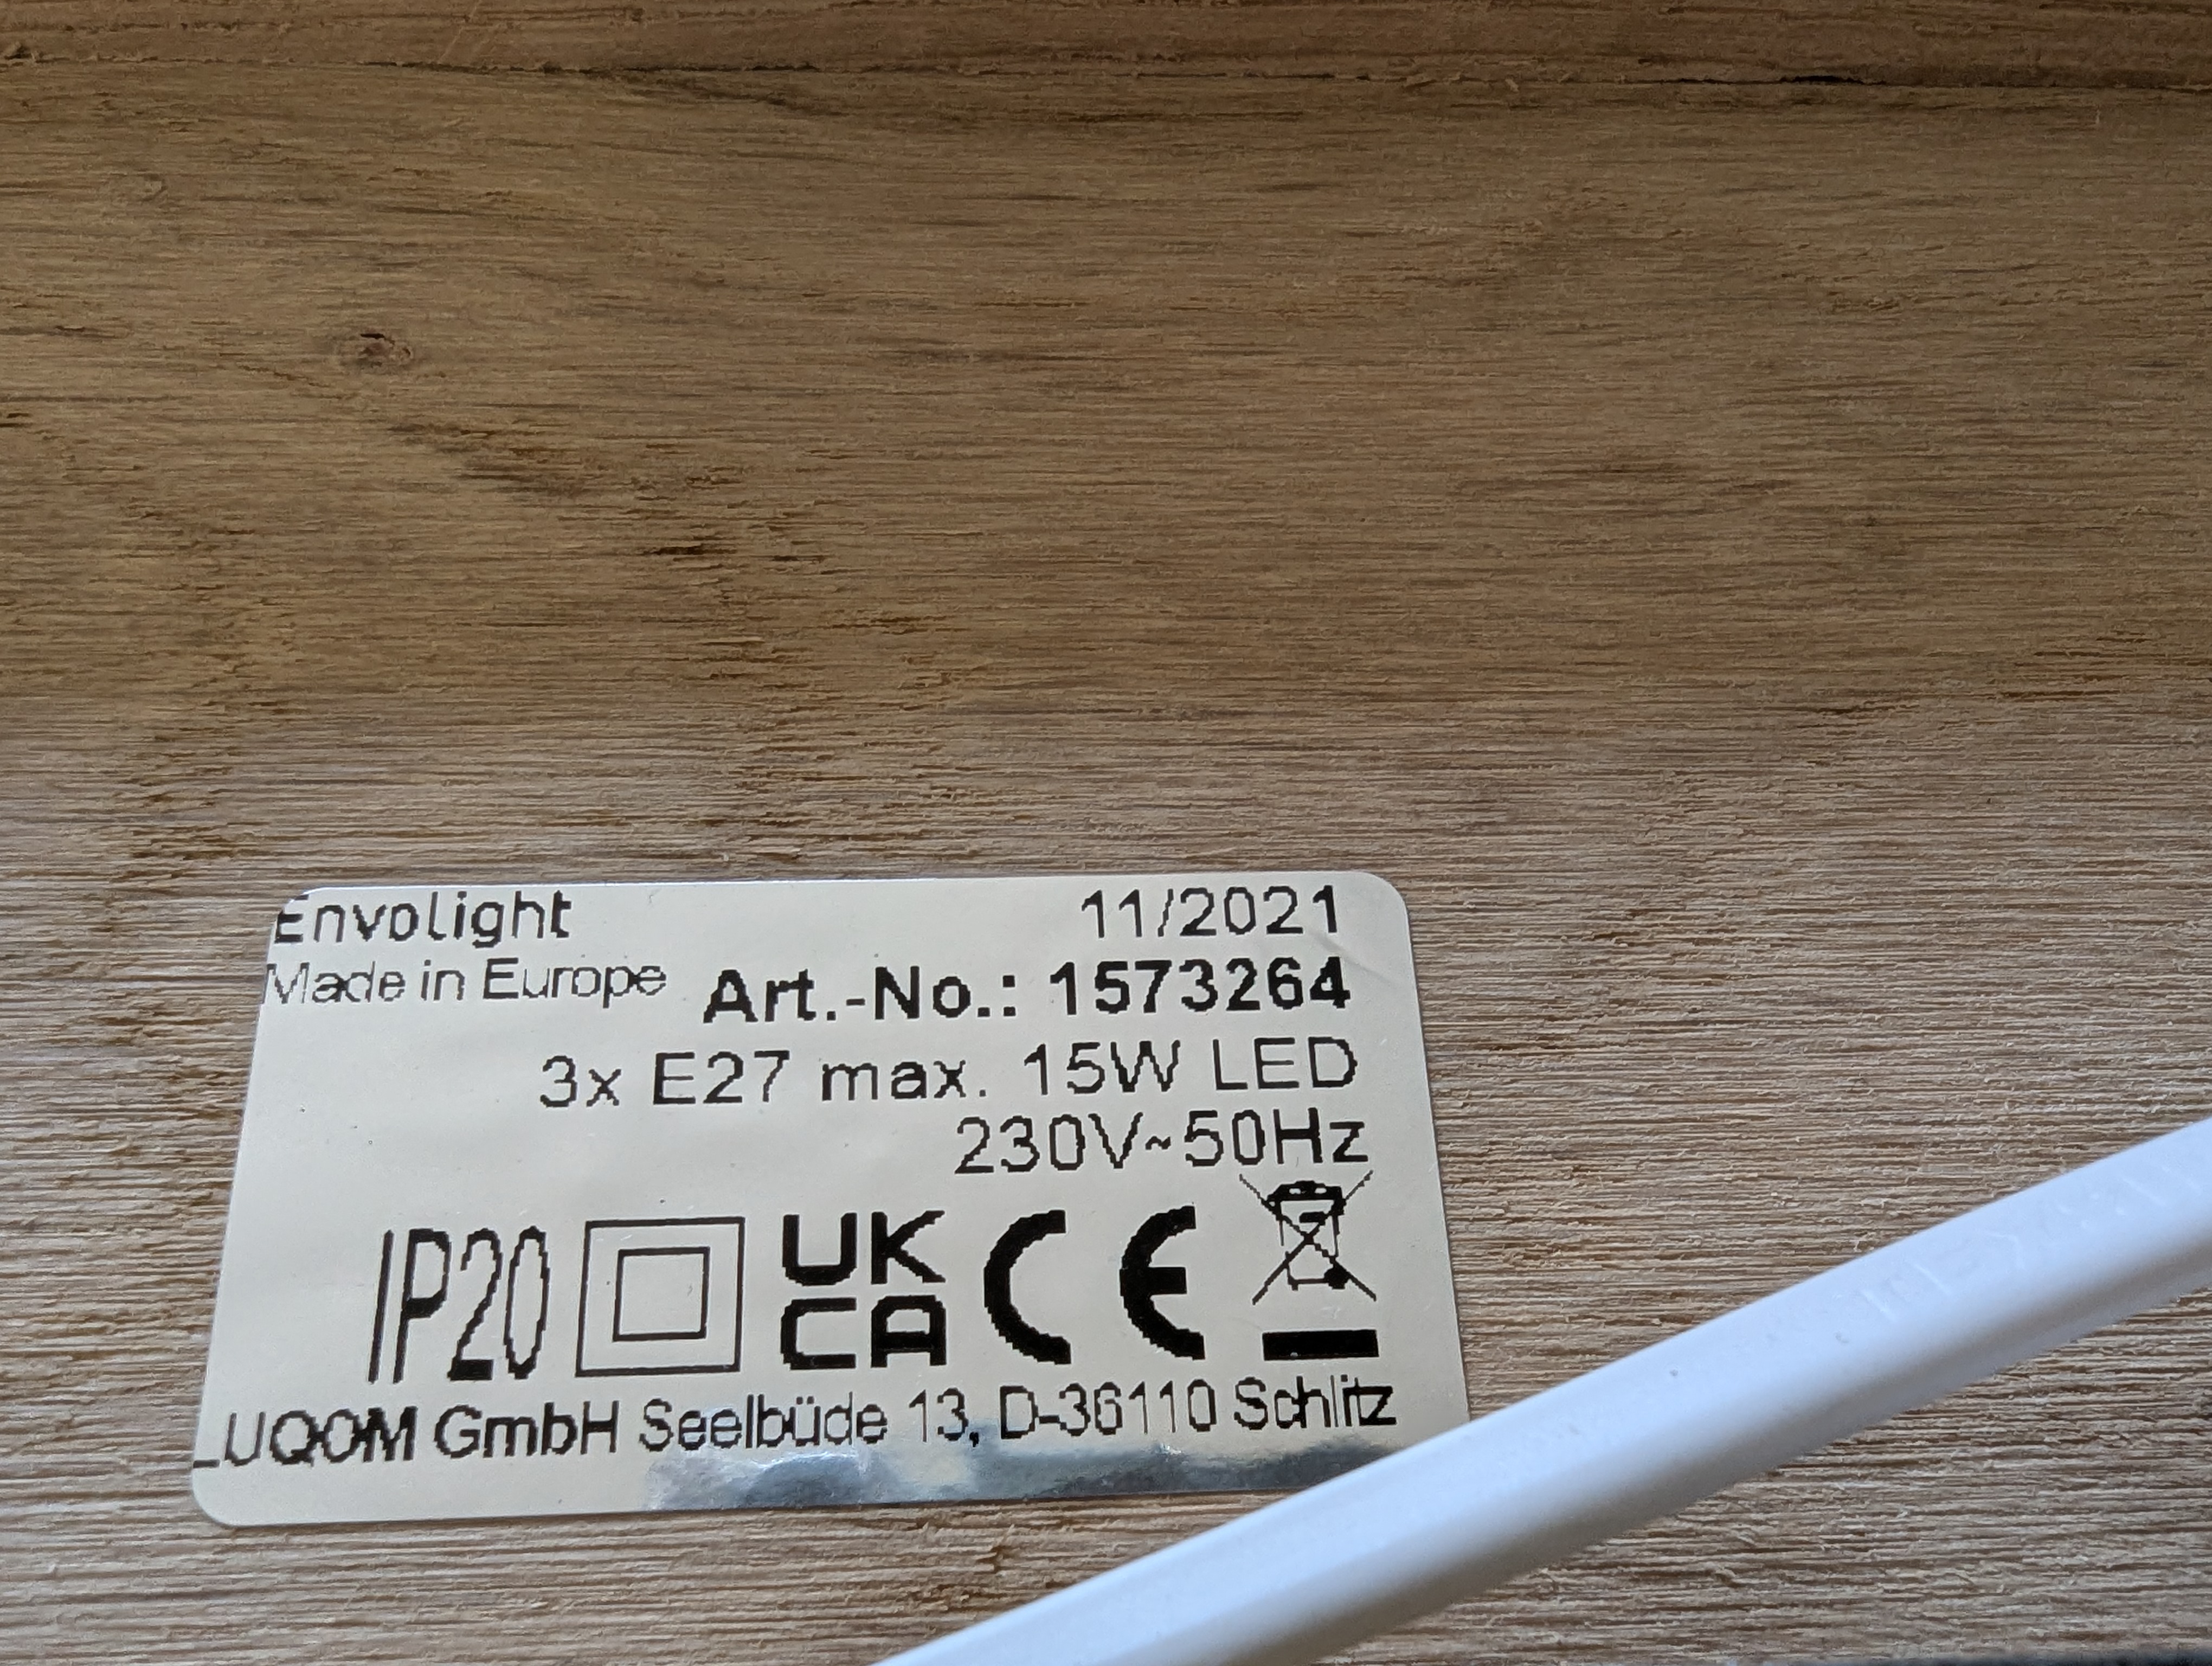 Envolight 11/2021
Made in Europe Art.-No.: 1573264
3x E27 max. 15W LED
230V~50Hz
IP20 UK CA CE
LUQOM GmbH Seelbüde 13, D-36110 Schlitz